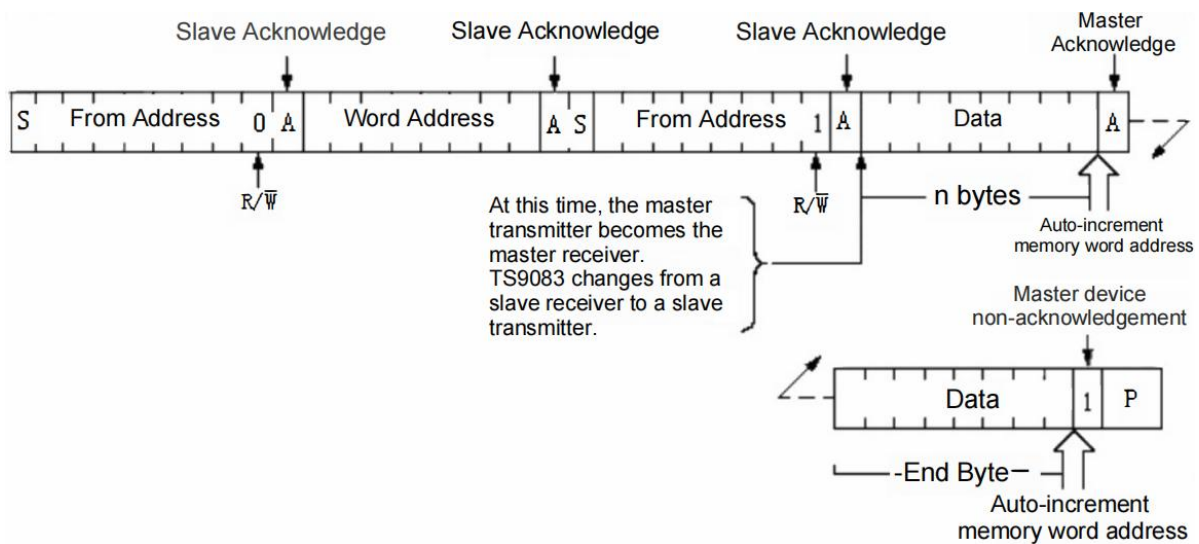 Slave Acknowledge
Slave Acknowledge
Slave Acknowledge
Master
Acknowledge
S From Address 0 A Word Address A S From Address 1 A Data A
R/W̅
R/W̅
At this time, the master
transmitter becomes the
master receiver.
TS9083 changes from a
slave receiver to a slave
transmitter.
n bytes
Auto-increment
memory word address
Master device
non-acknowledgement
Data 1 P
-End Byte-
Auto-increment
memory word address